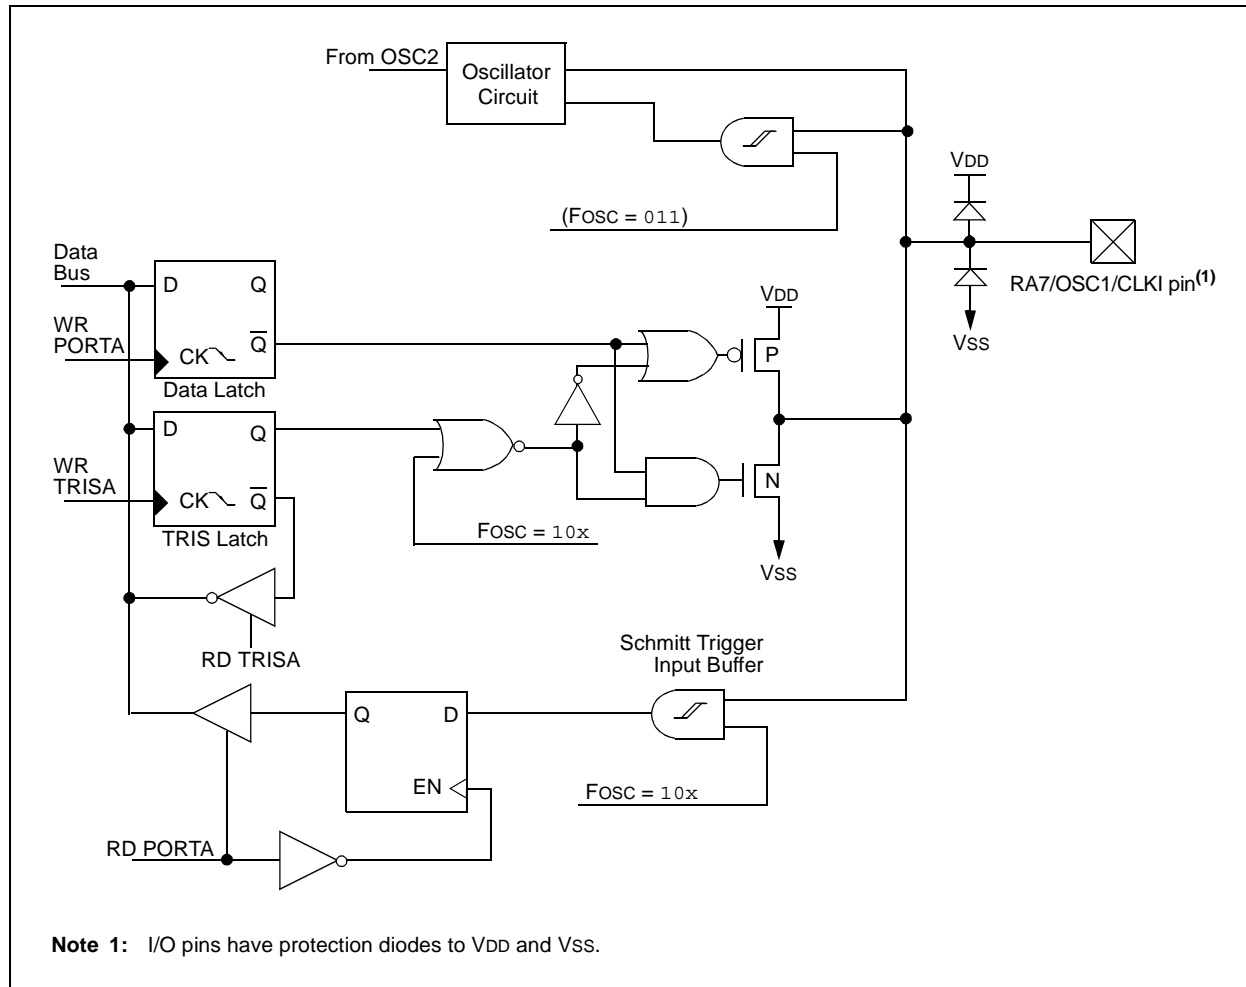 From OSC2
Oscillator
Circuit
(FOSC = 011)
VDD
RA7/OSC1/CLKI pin(1)
VSS
Data
Bus
D Q
WR
PORTA
CK Q
Data Latch
VDD
P
D Q
WR
TRISA
CK Q
TRIS Latch
FOSC = 10x
N
VSS
RD TRISA
Schmitt Trigger
Input Buffer
Q D
EN
FOSC = 10x
RD PORTA
Note 1: I/O pins have protection diodes to VDD and VSS.